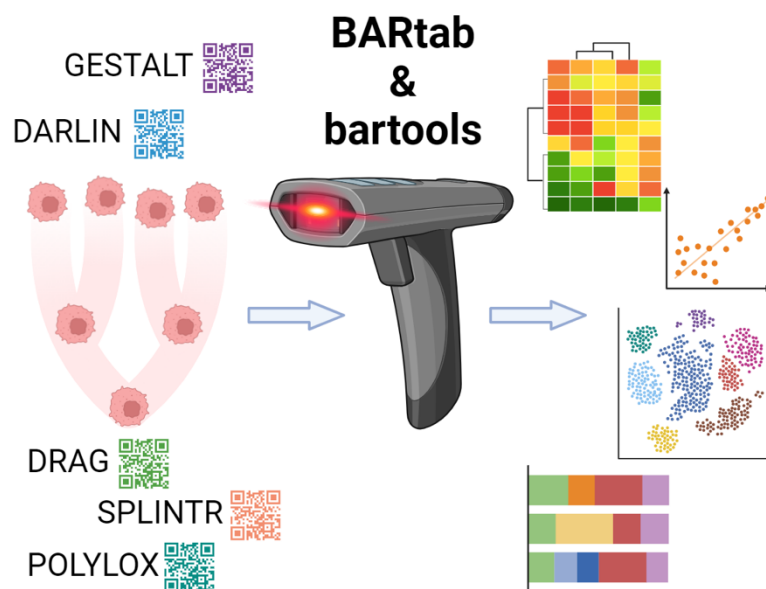 GESTALT
DARLIN
BARtab
&
bartools
DRAG
SPLINTR
POLYLOX